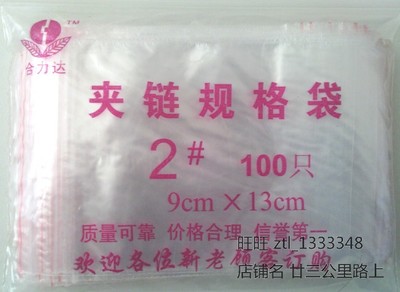 TM
合力达
夹链规格袋
2# 100只
9cm×13cm
质量可靠 价格合理 信誉第一
欢迎各位新老顾客订购
旺旺 ztl_1333348
店铺名 廿三公里路上